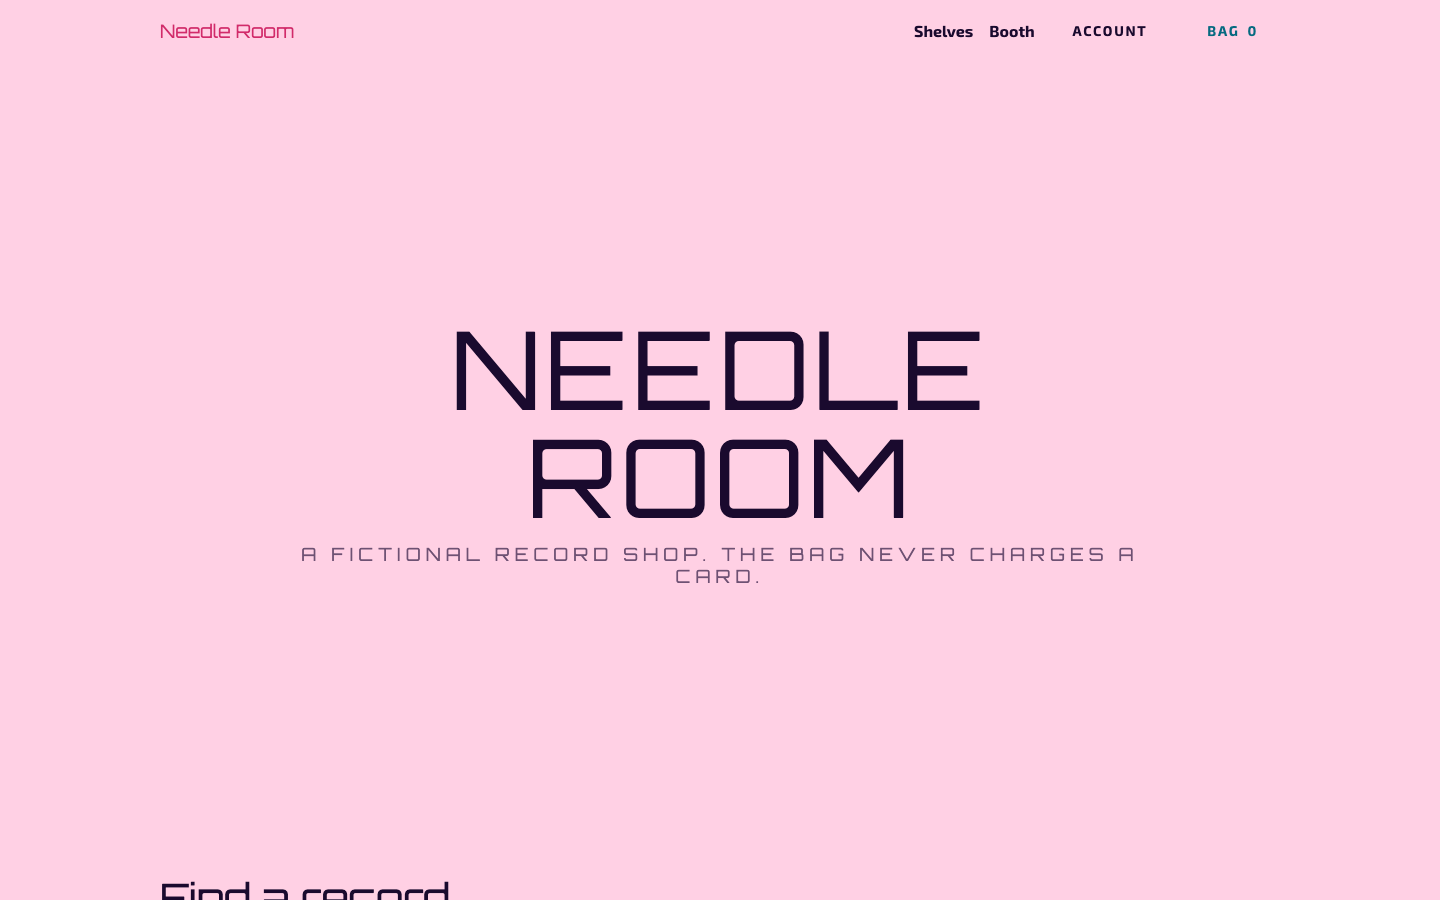 Needle Room
Shelves Booth ACCOUNT BAG 0
NEEDLE
ROOM
A FICTIONAL RECORD SHOP. THE BAG NEVER CHARGES A
CARD.
Find a record